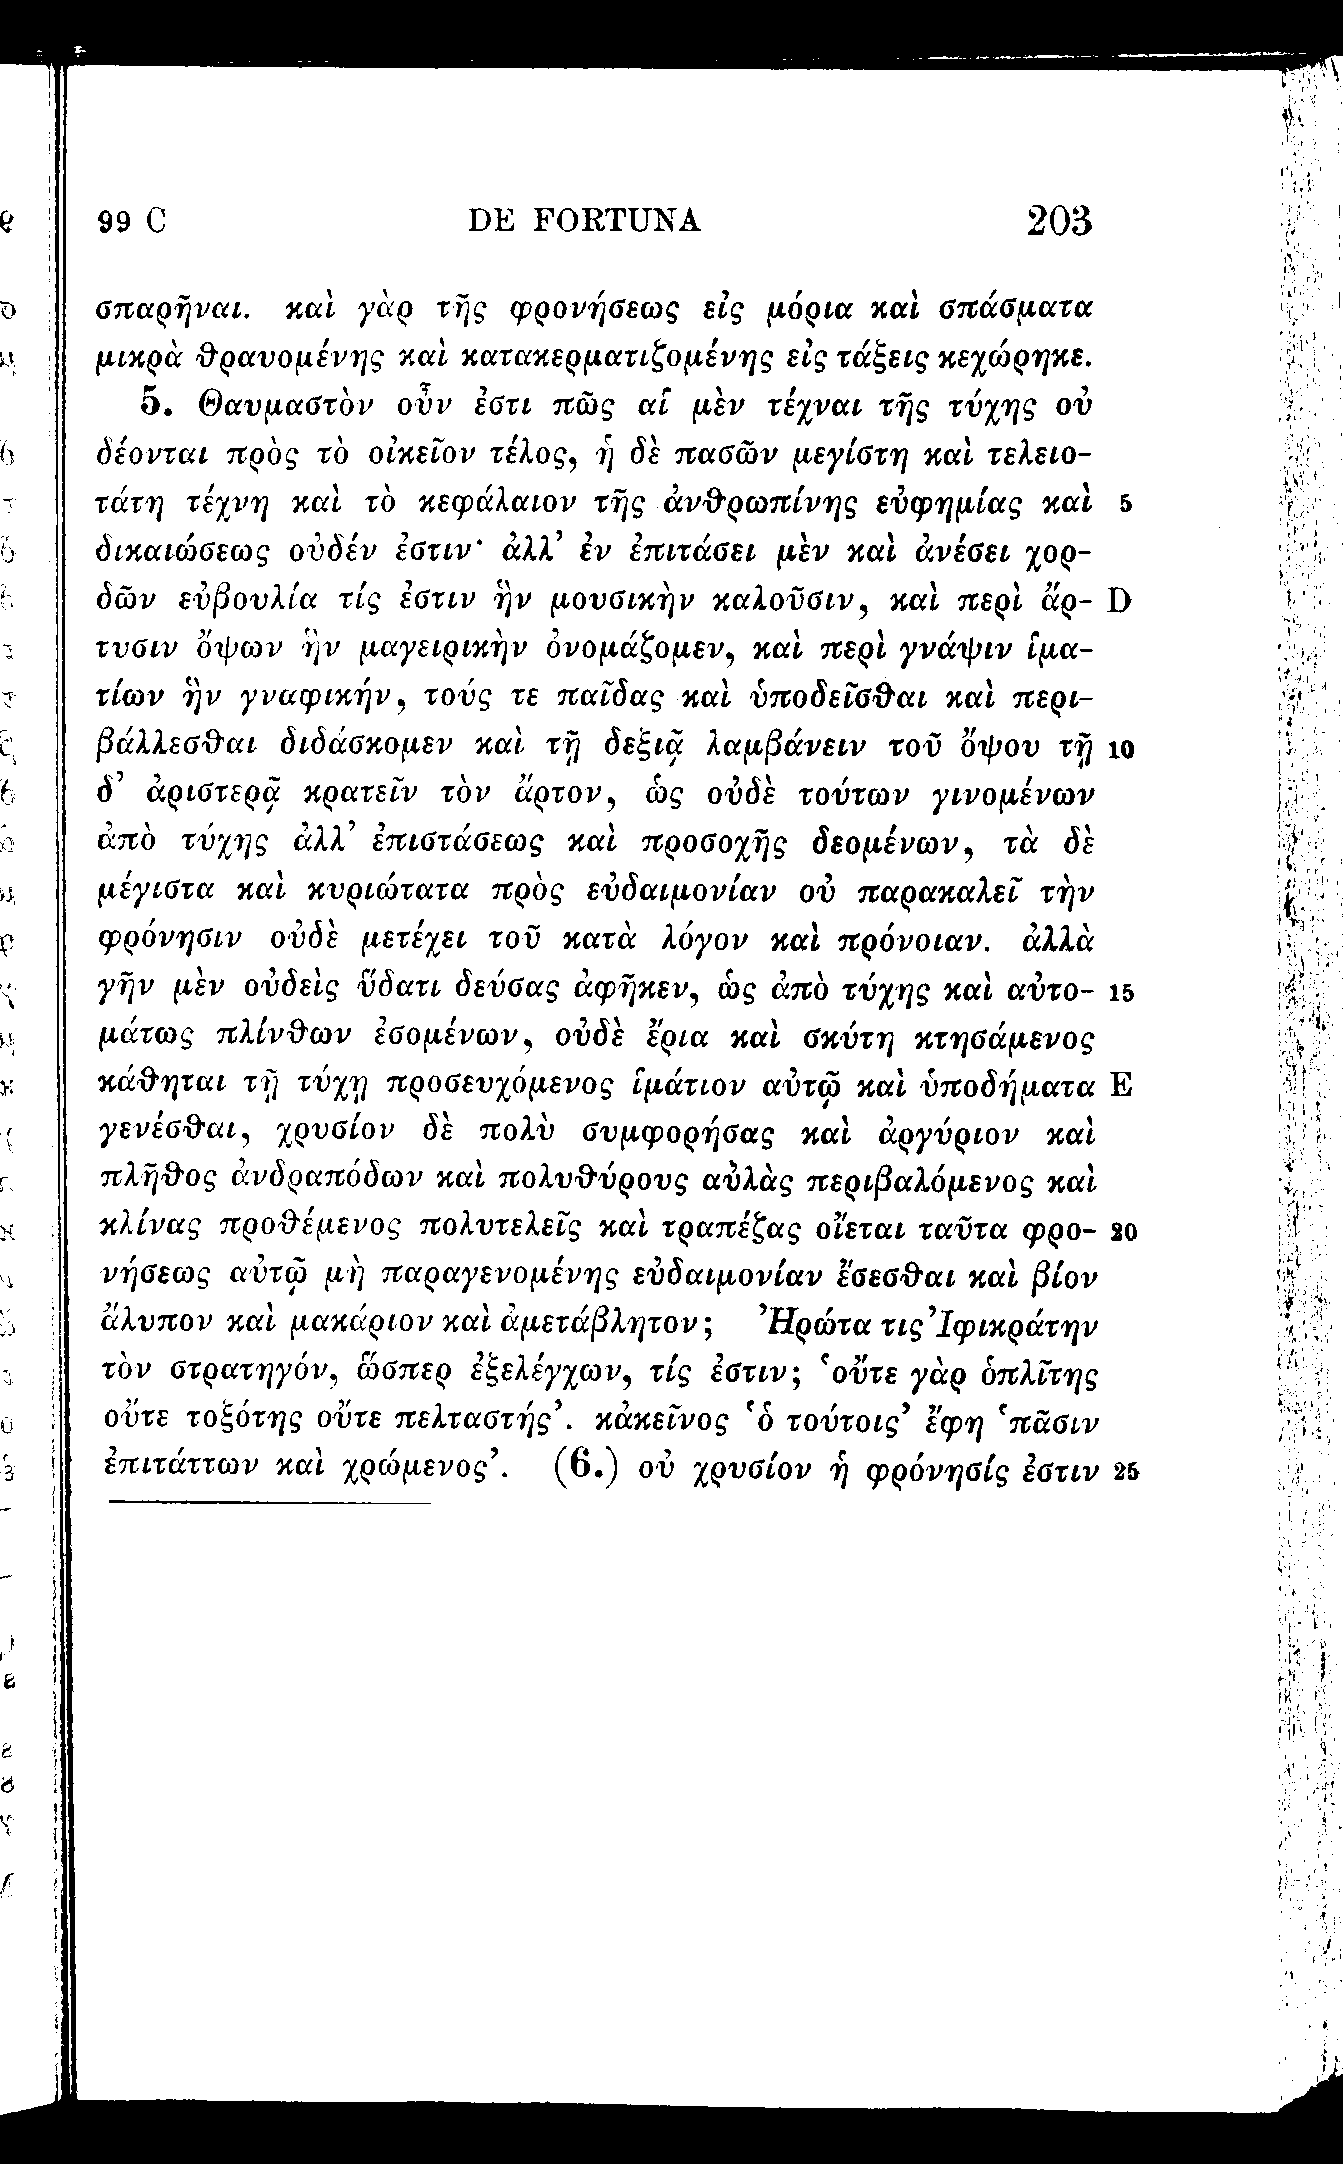 99 C DE FORTUNA 203
σπαρῆναι. καὶ γὰρ τῆς φρονήσεως εἰς μόρια καὶ σπάσματα
μικρὰ θραυομένης καὶ κατακερματιζομένης εἰς τάξεις κεχώρηκε.
5. Θαυμαστὸν οὖν ἐστι πῶς αἱ μὲν τέχναι τῆς τύχης οὐ
δέονται πρὸς τὸ οἰκεῖον τέλος, ἡ δὲ πασῶν μεγίστη καὶ τελειο-
τάτη τέχνη καὶ τὸ κεφάλαιον τῆς ἀνθρωπίνης εὐφημίας καὶ 5
δικαιώσεως οὐδέν ἐστιν· ἀλλ’ ἐν ἐπιτάσει μὲν καὶ ἀνέσει χορ-
δῶν εὐβουλία τίς ἐστιν ἣν μουσικὴν καλοῦσιν, καὶ περὶ ἄρ- D
τυσιν ὄψων ἣν μαγειρικὴν ὀνομάζομεν, καὶ περὶ γνάψιν ἱμα-
τίων ἣν γναφικήν, τούς τε παῖδας καὶ ὑποδεῖσθαι καὶ περι-
βάλλεσθαι διδάσκομεν καὶ τῇ δεξιᾷ λαμβάνειν τοῦ ὄψου τῇ 10
δ’ ἀριστερᾷ κρατεῖν τὸν ἄρτον, ὡς οὐδὲ τούτων γινομένων
ἀπὸ τύχης ἀλλ’ ἐπιστάσεως καὶ προσοχῆς δεομένων, τὰ δὲ
μέγιστα καὶ κυριώτατα πρὸς εὐδαιμονίαν οὐ παρακαλεῖ τὴν
φρόνησιν οὐδὲ μετέχει τοῦ κατὰ λόγον καὶ πρόνοιαν. ἀλλὰ
γῆν μὲν οὐδεὶς ὕδατι δεύσας ἀφῆκεν, ὡς ἀπὸ τύχης καὶ αὐτο- 15
μάτως πλίνθων ἐσομένων, οὐδὲ ἔρια καὶ σκύτη κτησάμενος
κάθηται τῇ τύχῃ προσευχόμενος ἱμάτιον αὐτῷ καὶ ὑποδήματα E
γενέσθαι, χρυσίον δὲ πολὺ συμφορήσας καὶ ἀργύριον καὶ
πλῆθος ἀνδραπόδων καὶ πολυθύρους αὐλὰς περιβαλόμενος καὶ
κλίνας προθέμενος πολυτελεῖς καὶ τραπέζας οἴεται ταῦτα φρο- 20
νήσεως αὐτῷ μὴ παραγενομένης εὐδαιμονίαν ἔσεσθαι καὶ βίον
ἄλυπον καὶ μακάριον καὶ ἀμετάβλητον; Ἠρώτα τις Ἰφικράτην
τὸν στρατηγόν, ὥσπερ ἐξελέγχων, τίς ἐστιν; ‘οὔτε γὰρ ὁπλίτης
οὔτε τοξότης οὔτε πελταστής’. κἀκεῖνος ‘ὁ τούτοις’ ἔφη ‘πᾶσιν
ἐπιτάττων καὶ χρώμενος’. (6.) οὐ χρυσίον ἡ φρόνησίς ἐστιν 25